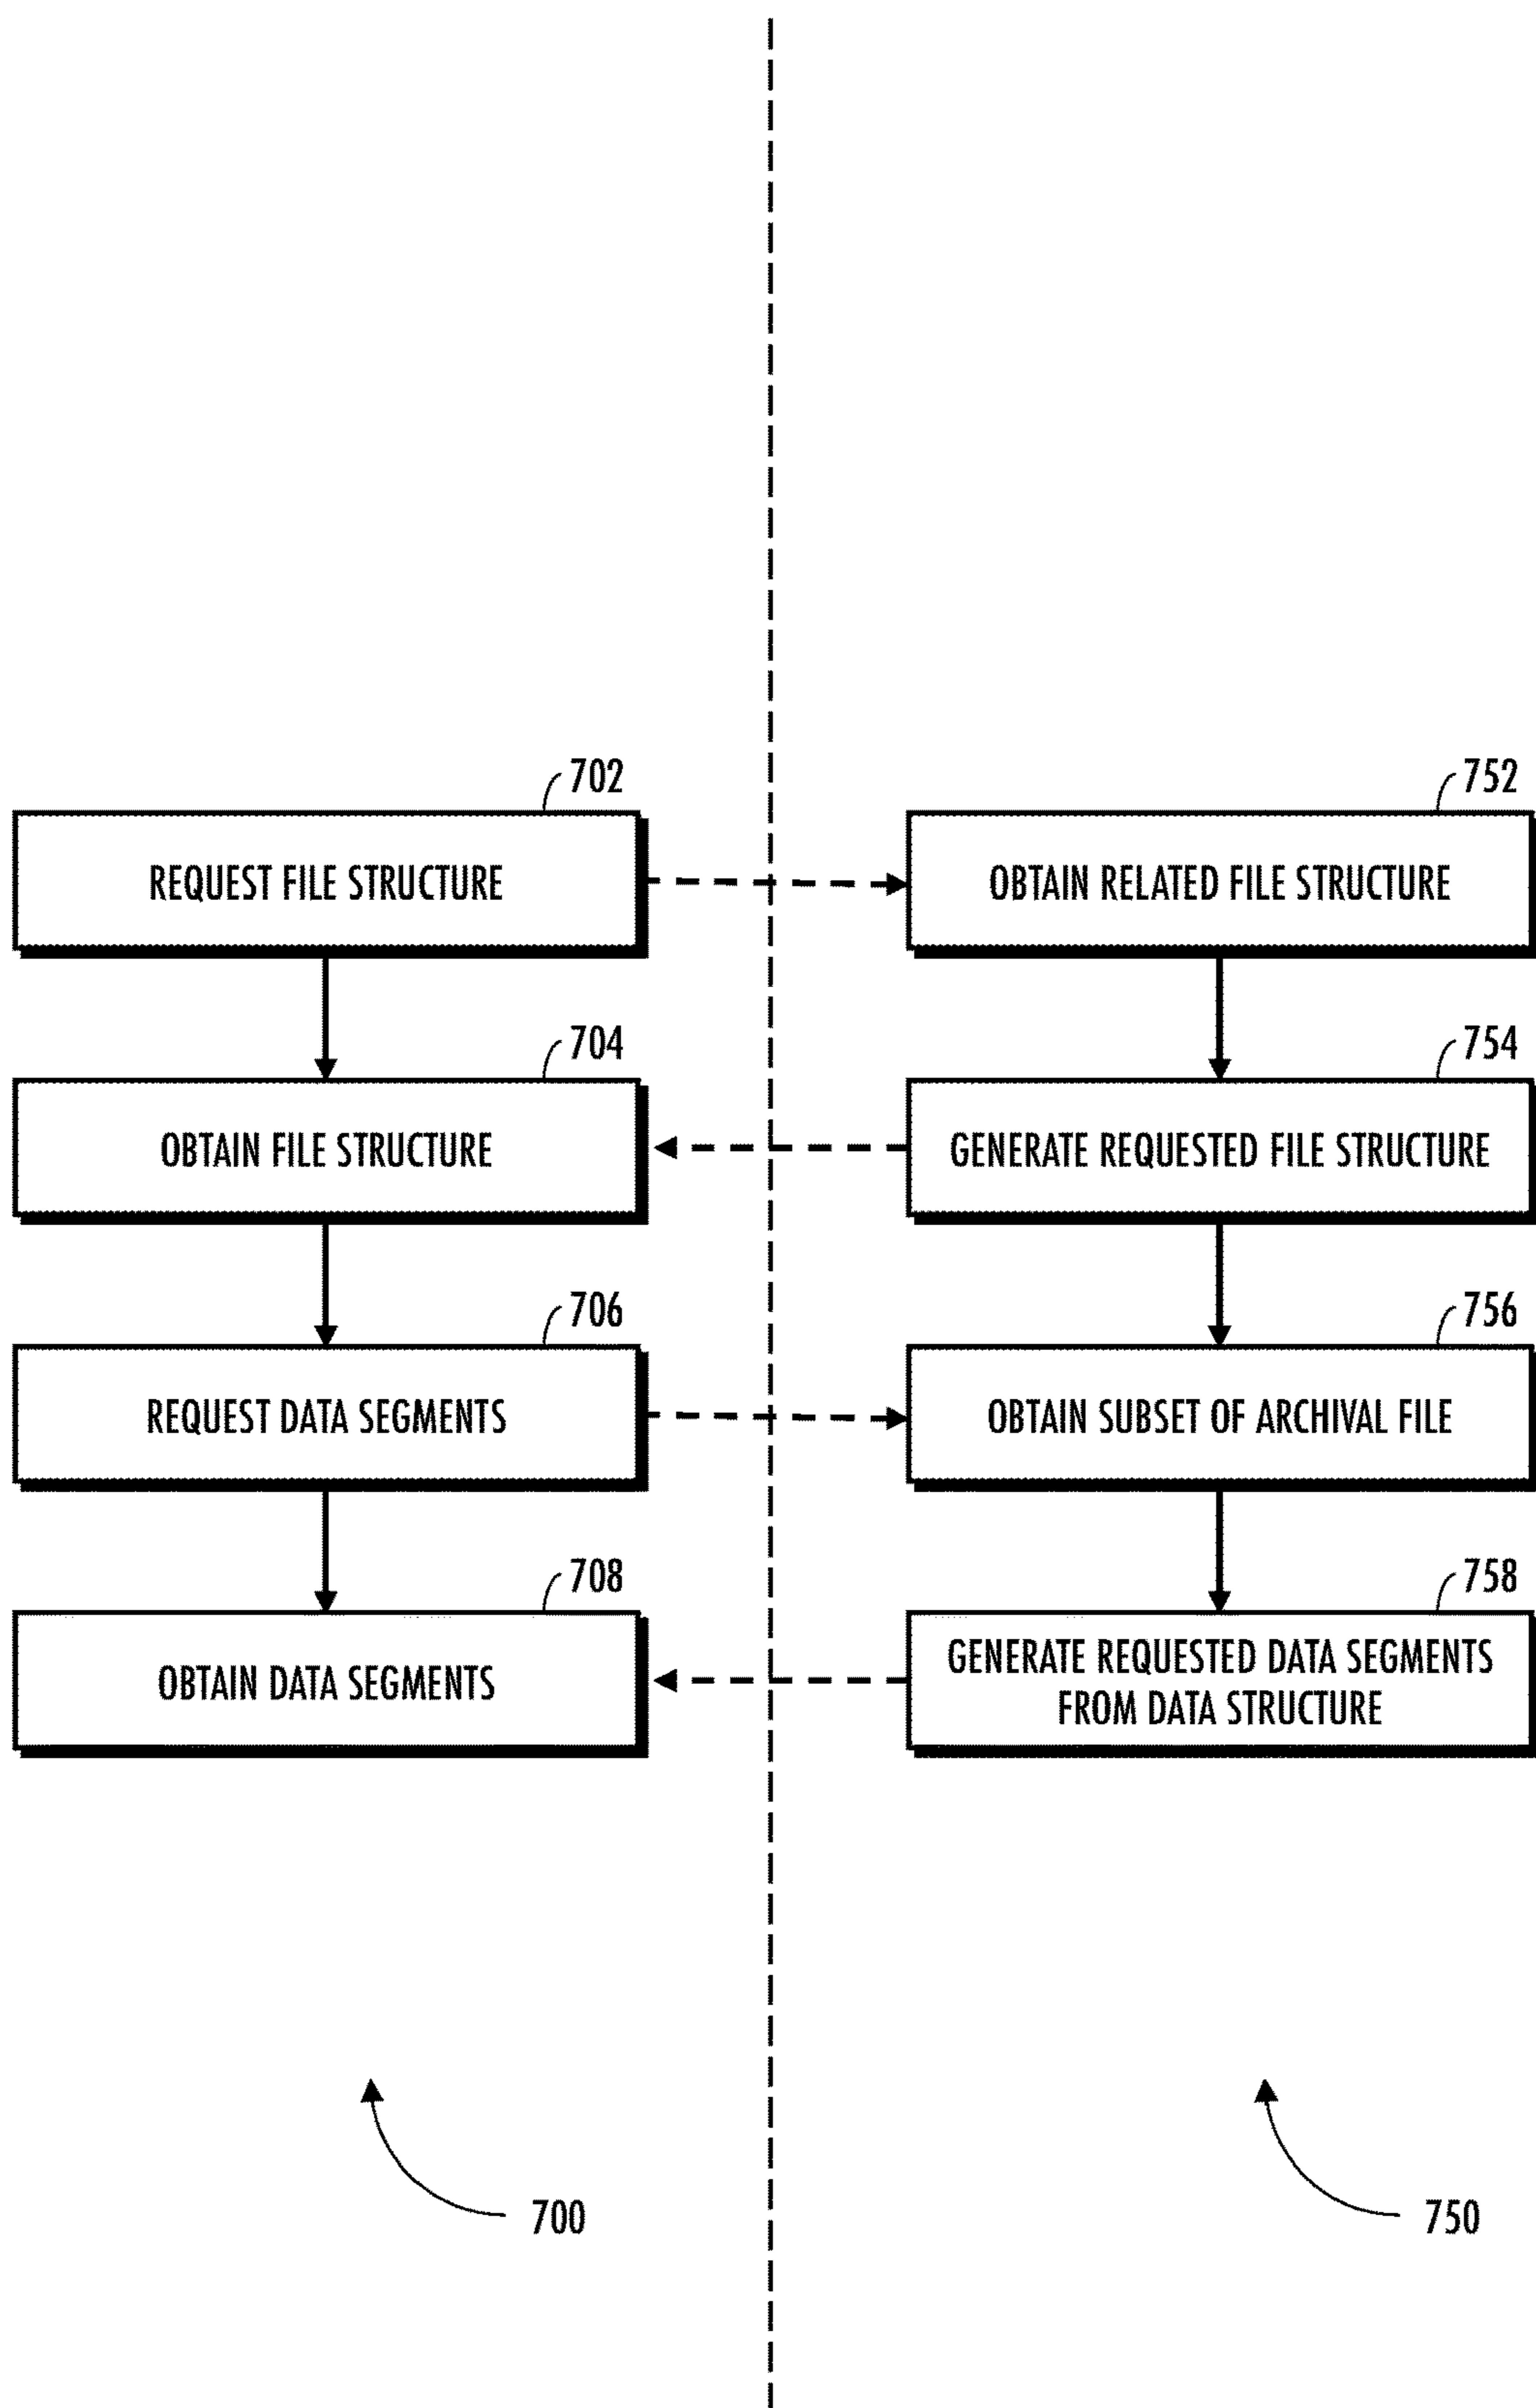 702
REQUEST FILE STRUCTURE
752
OBTAIN RELATED FILE STRUCTURE
704
OBTAIN FILE STRUCTURE
754
GENERATE REQUESTED FILE STRUCTURE
706
REQUEST DATA SEGMENTS
756
OBTAIN SUBSET OF ARCHIVAL FILE
708
OBTAIN DATA SEGMENTS
758
GENERATE REQUESTED DATA SEGMENTS
FROM DATA STRUCTURE
700
750